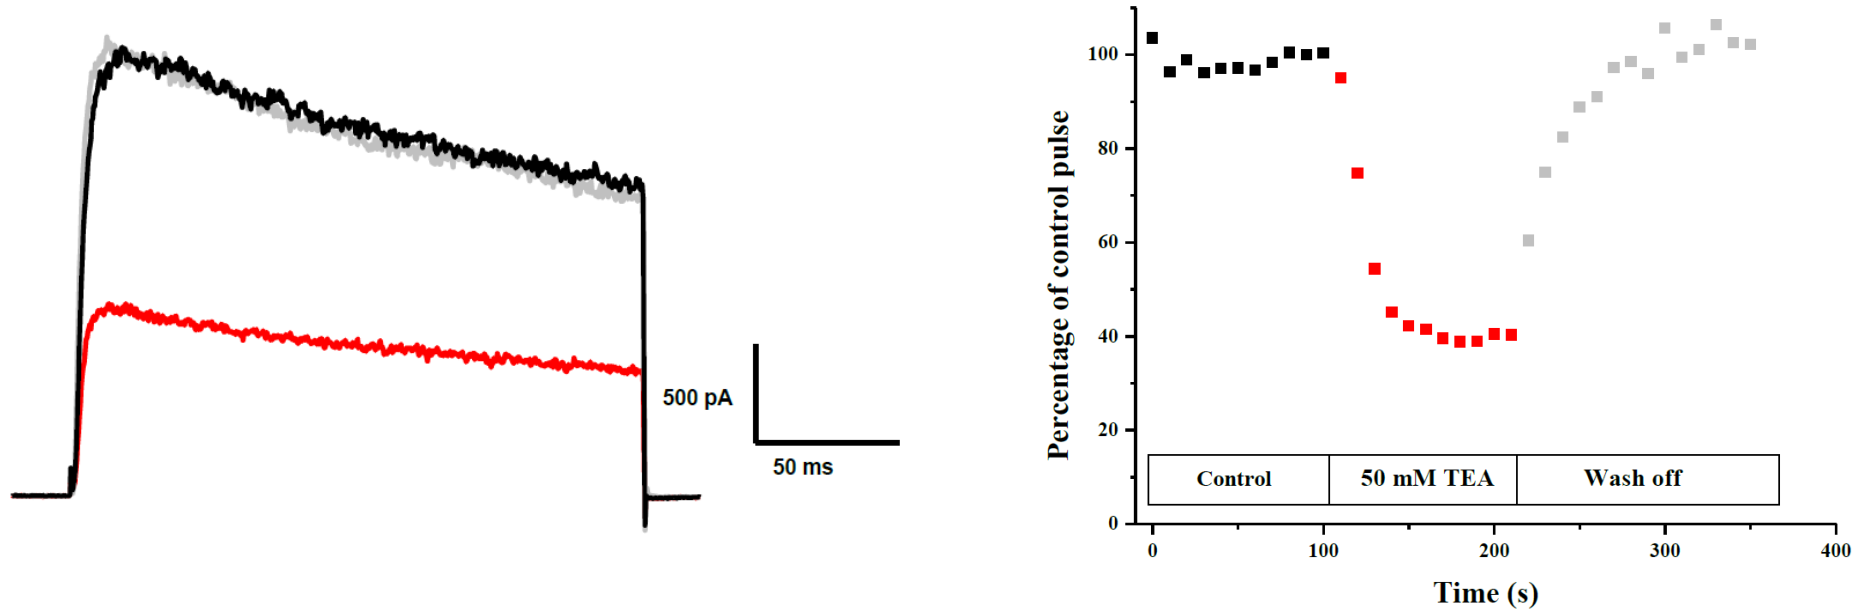 500 pA
50 ms
Percentage of control pulse
100
80
60
40
20
0
Control
50 mM TEA
Wash off
0
100
200
300
400
Time (s)